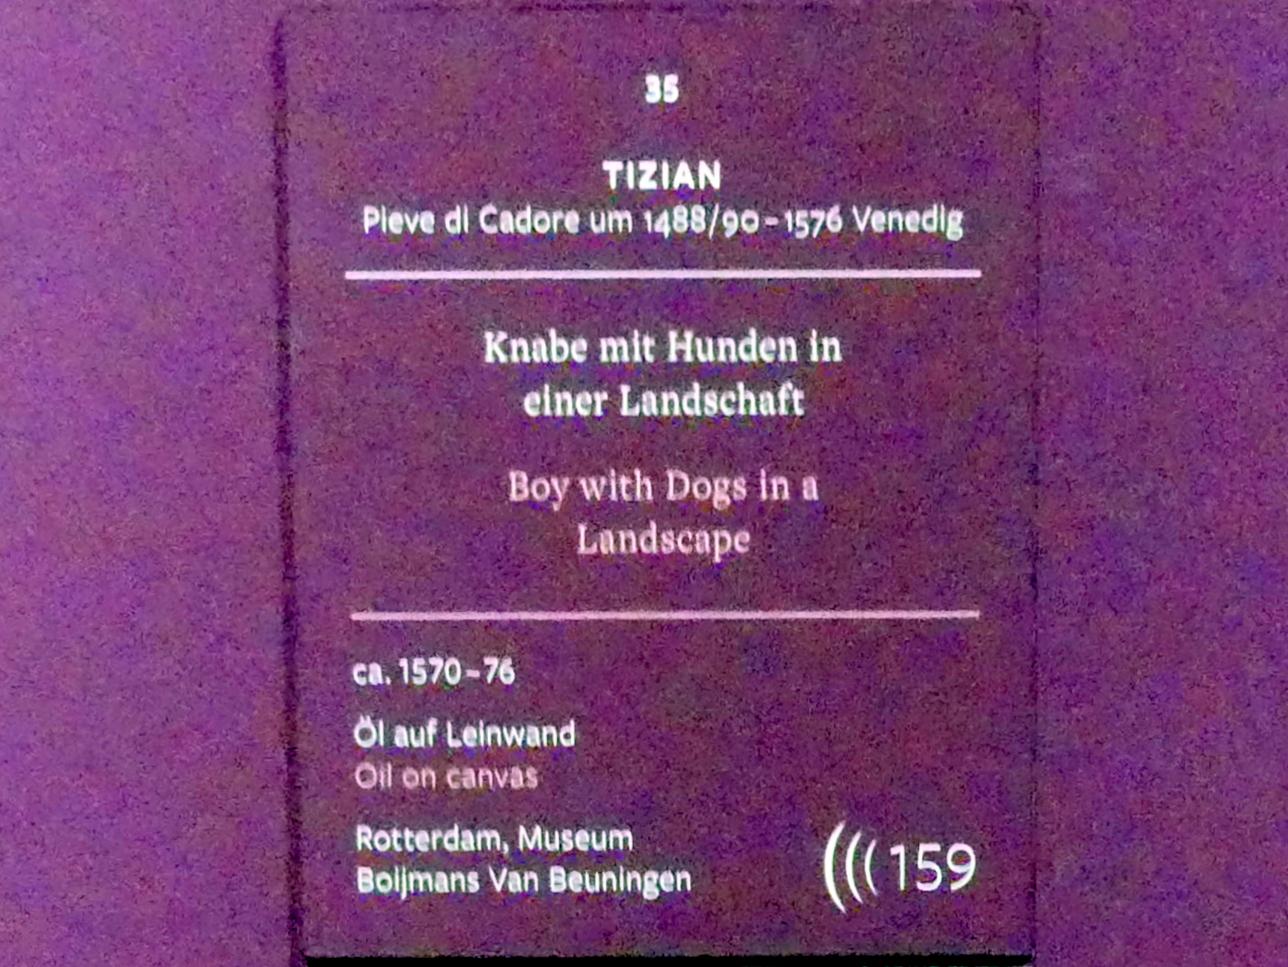 35
TIZIAN
Pieve di Cadore um 1488/90 – 1576 Venedig
Knabe mit Hunden in
einer Landschaft
Boy with Dogs in a
Landscape
ca. 1570 – 76
Öl auf Leinwand
Oil on canvas
Rotterdam, Museum
Boijmans Van Beuningen
159